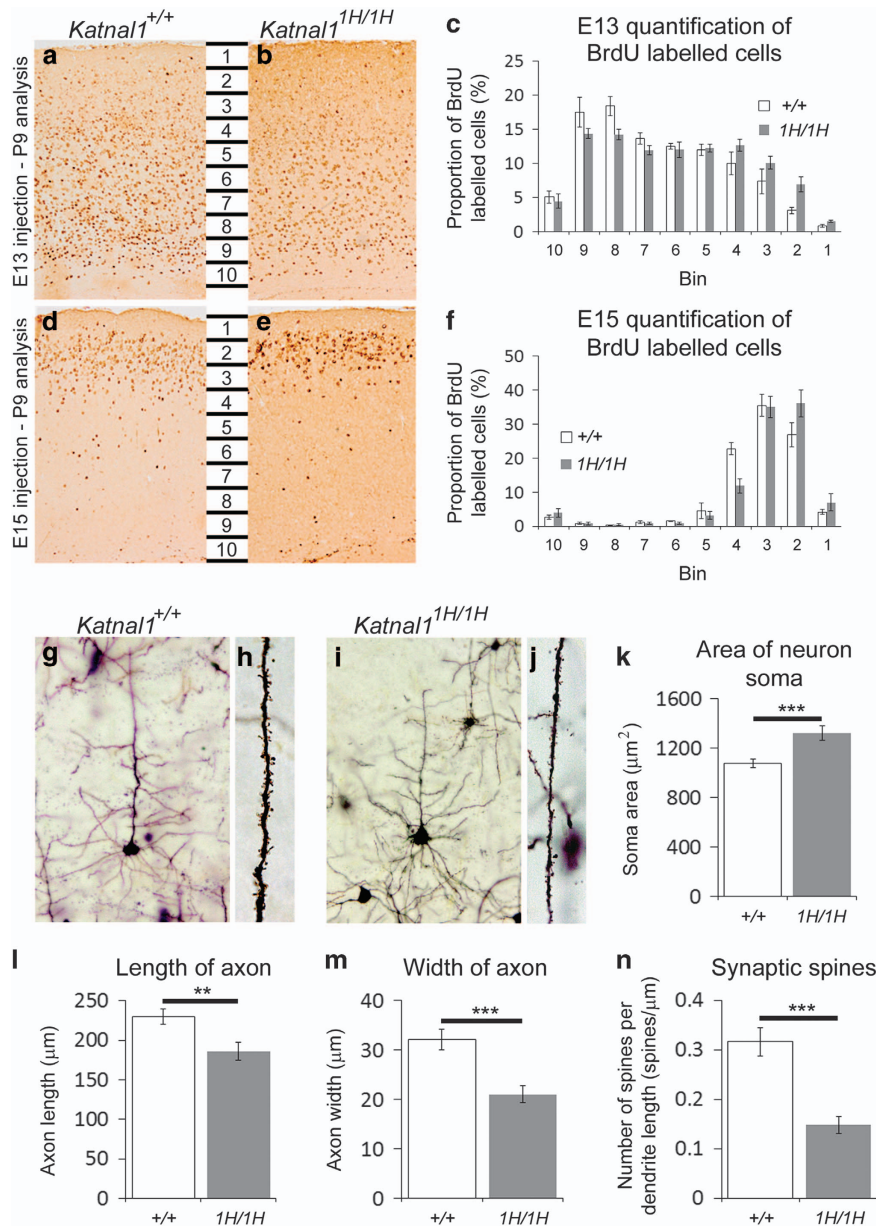 Katnal1+/+
Katnal1 1H/1H
a
b
E13 injection - P9 analysis
1
2
3
4
5
6
7
8
9
10
c
E13 quantification of
BrdU labelled cells
Proportion of BrdU
labelled cells (%)
25
20
15
10
5
0
+/+
1H/1H
10 9 8 7 6 5 4 3 2 1
Bin
d
e
E15 injection - P9 analysis
1
2
3
4
5
6
7
8
9
10
f
E15 quantification of
BrdU labelled cells
Proportion of BrdU
labelled cells (%)
50
40
30
20
10
0
+/+
1H/1H
10 9 8 7 6 5 4 3 2 1
Bin
Katnal1+/+
Katnal1 1H/1H
g
h
i
j
k
Area of neuron
soma
Soma area (µm2)
1600
1200
800
400
0
***
+/+ 1H/1H
l
Length of axon
Axon length (µm)
250
200
150
100
50
0
**
+/+ 1H/1H
m
Width of axon
Axon width (µm)
40
30
20
10
0
***
+/+ 1H/1H
n
Synaptic spines
Number of spines per
dendrite length (spines/µm)
0.4
0.3
0.2
0.1
0
***
+/+ 1H/1H